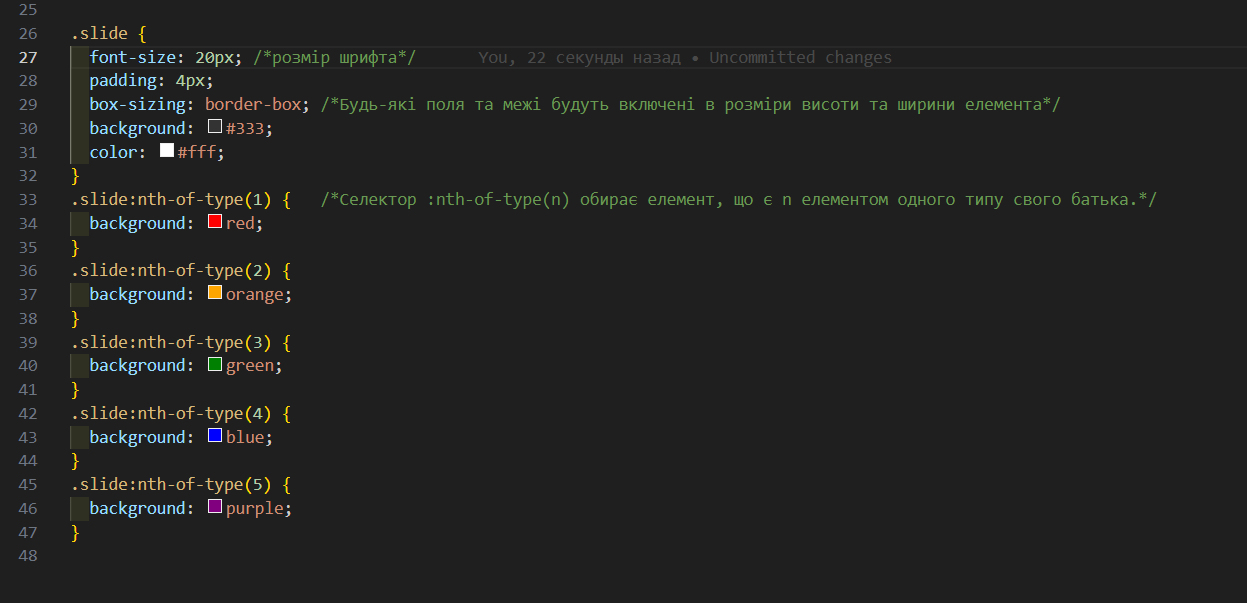 25
26 .slide {
27 font-size: 20px; /*розмір шрифта*/ You, 22 секунды назад • Uncommitted changes
28 padding: 4px;
29 box-sizing: border-box; /*Будь-які поля та межі будуть включені в розміри висоти та ширини елемента*/
30 background: #333;
31 color: #fff;
32 }
33 .slide:nth-of-type(1) { /*Селектор :nth-of-type(n) обирає елемент, що є n елементом одного типу свого батька.*/
34 background: red;
35 }
36 .slide:nth-of-type(2) {
37 background: orange;
38 }
39 .slide:nth-of-type(3) {
40 background: green;
41 }
42 .slide:nth-of-type(4) {
43 background: blue;
44 }
45 .slide:nth-of-type(5) {
46 background: purple;
47 }
48